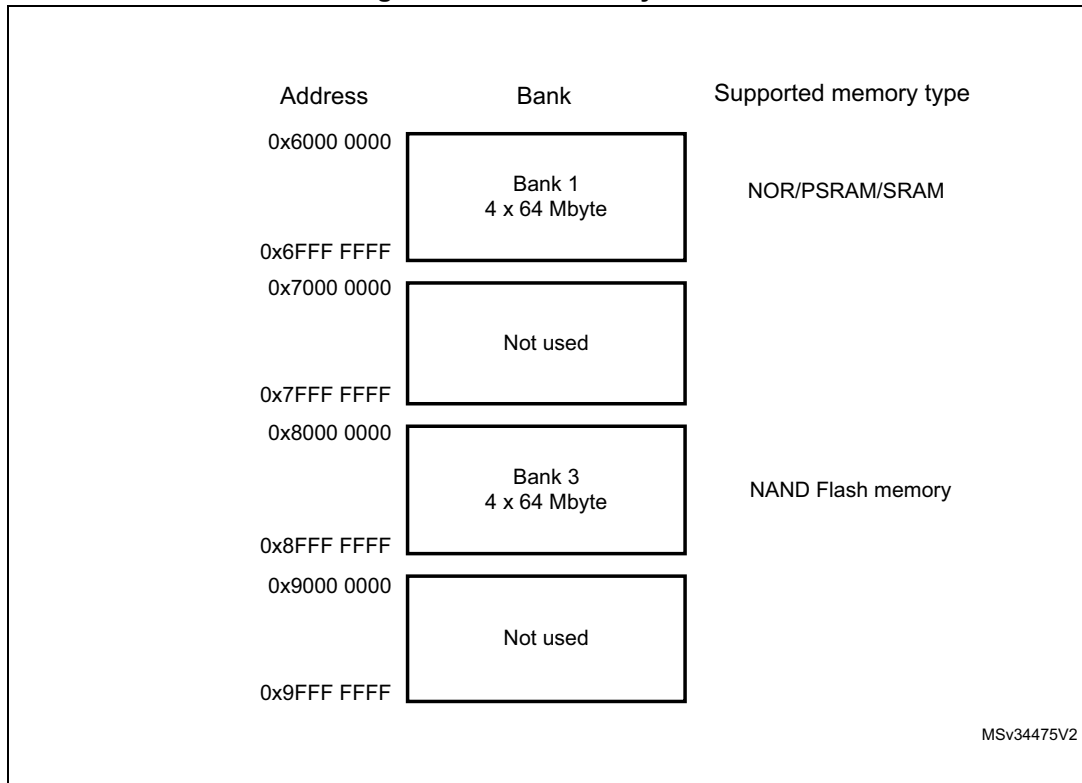 Address Bank Supported memory type
0x6000 0000
Bank 1
4 x 64 Mbyte
NOR/PSRAM/SRAM
0x6FFF FFFF
0x7000 0000
Not used
0x7FFF FFFF
0x8000 0000
Bank 3
4 x 64 Mbyte
NAND Flash memory
0x8FFF FFFF
0x9000 0000
Not used
0x9FFF FFFF
MSv34475V2